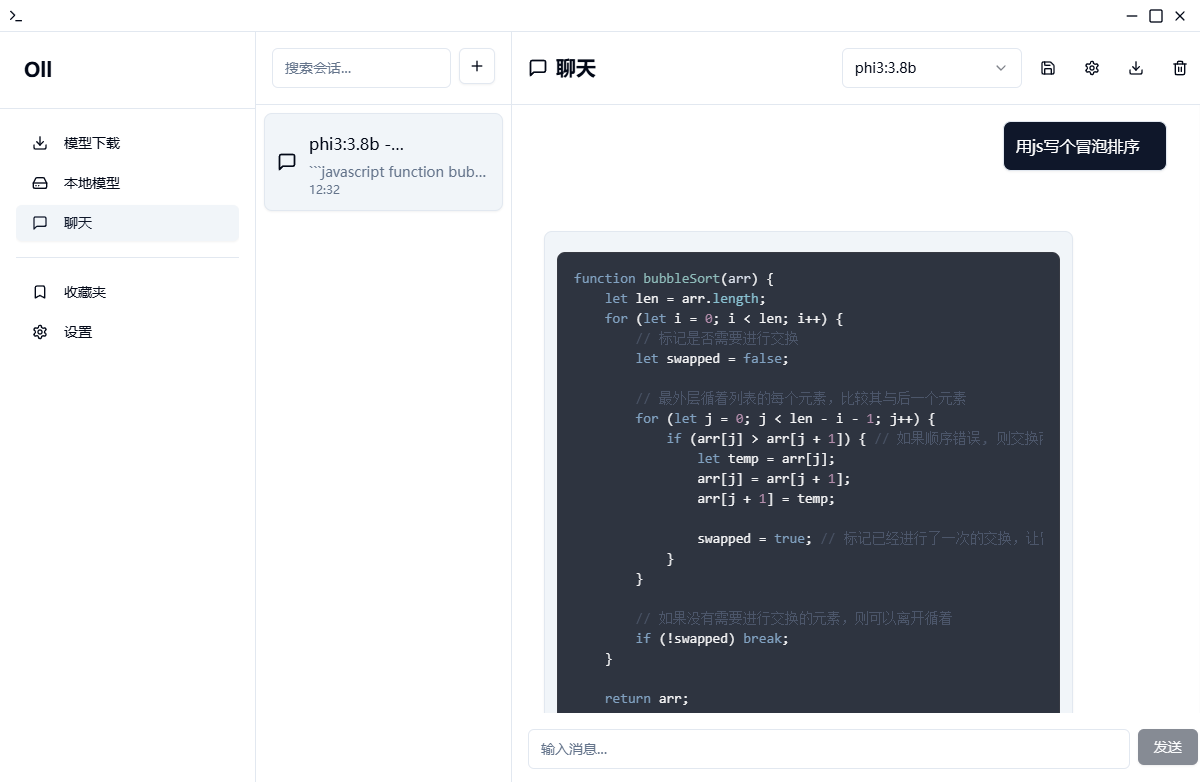 Oll
模型下载
本地模型
聊天
收藏夹
设置
搜索会话...
phi3:3.8b -...
```javascript function bub...
12:32
聊天
phi3:3.8b
用js写个冒泡排序
function bubbleSort(arr) {
    let len = arr.length;
    for (let i = 0; i < len; i++) {
        // 标记是否需要进行交换
        let swapped = false;

        // 最外层循着列表的每个元素，比较其与后一个元素
        for (let j = 0; j < len - i - 1; j++) {
            if (arr[j] > arr[j + 1]) { // 如果顺序错误, 则交换
                let temp = arr[j];
                arr[j] = arr[j + 1];
                arr[j + 1] = temp;

                swapped = true; // 标记已经进行了一次的交换，让
            }
        }

        // 如果没有需要进行交换的元素，则可以离开循着
        if (!swapped) break;
    }

    return arr;
输入消息...
发送